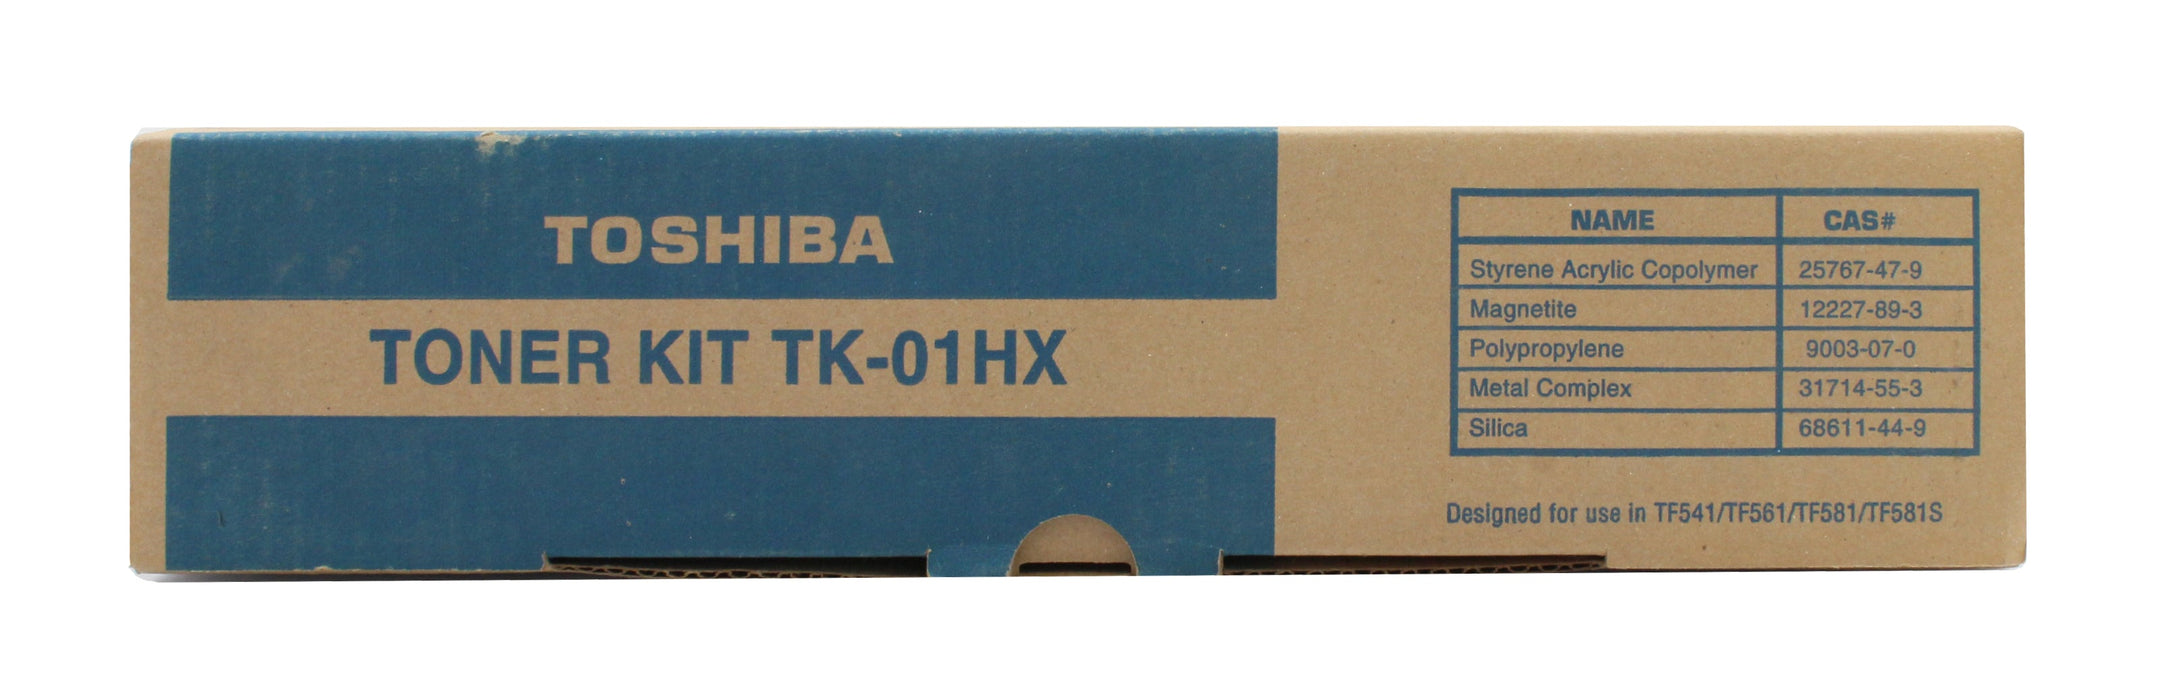 TOSHIBA
TONER KIT TK-01HX
NAME CAS#
Styrene Acrylic Copolymer 25767-47-9
Magnetite 12227-89-3
Polypropylene 9003-07-0
Metal Complex 31714-55-3
Silica 68611-44-9
Designed for use in TF541/TF561/TF581/TF581S